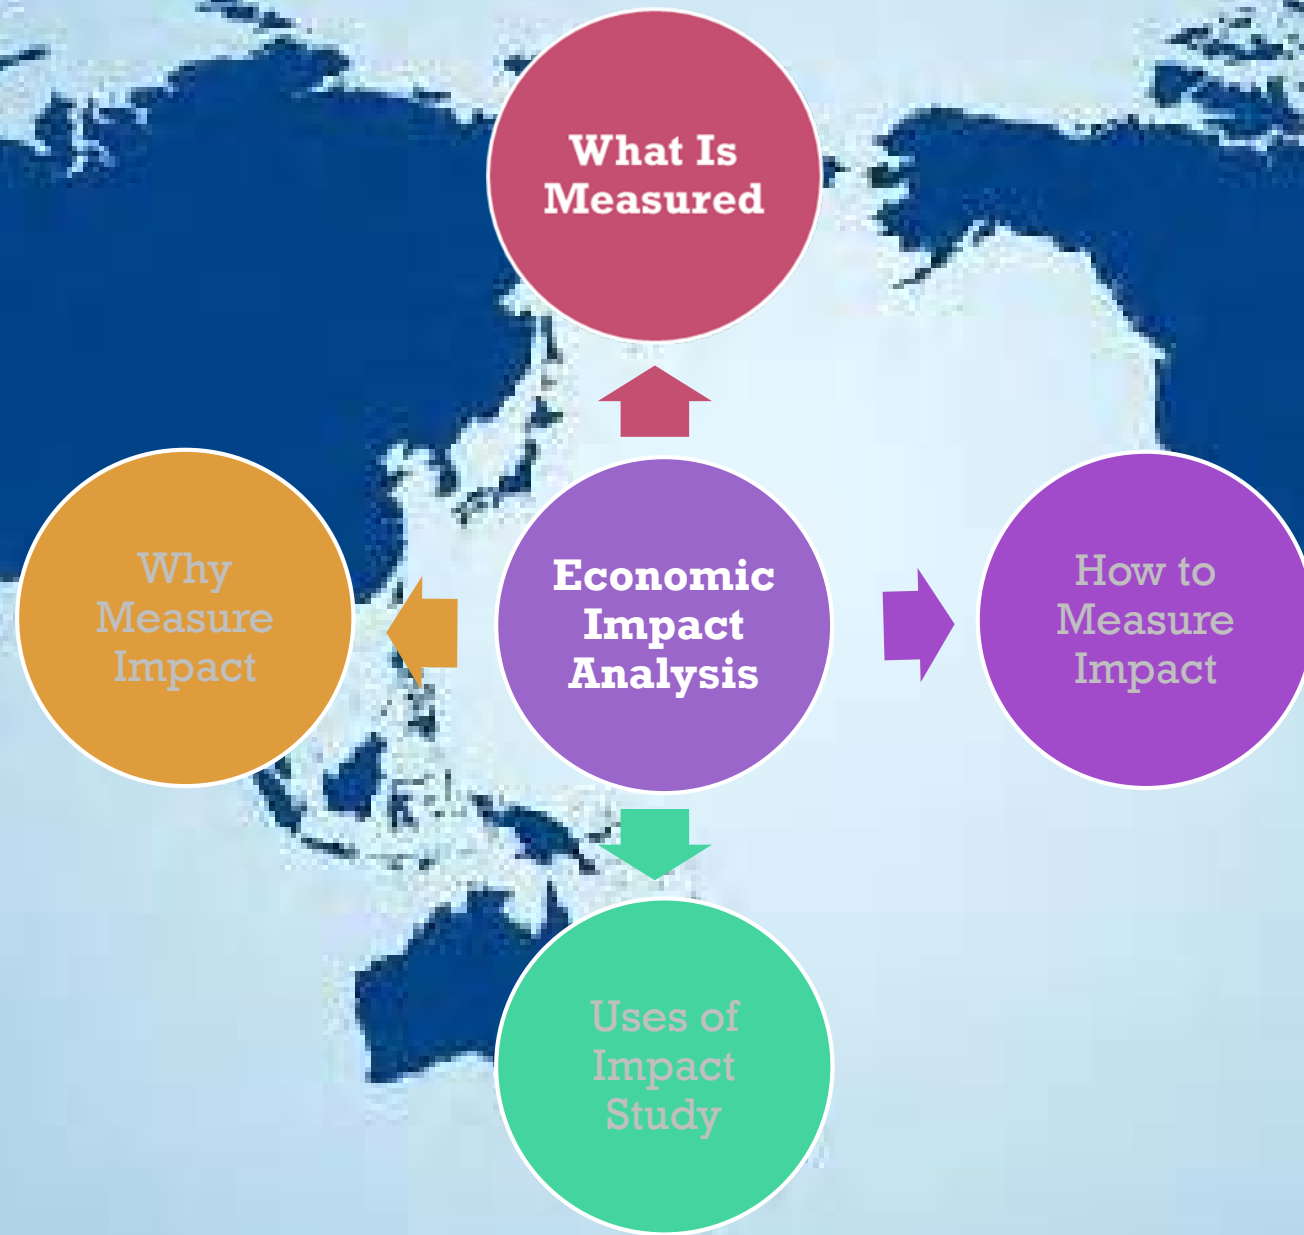 What Is
Measured
Why
Measure
Impact
Economic
Impact
Analysis
How to
Measure
Impact
Uses of
Impact
Study